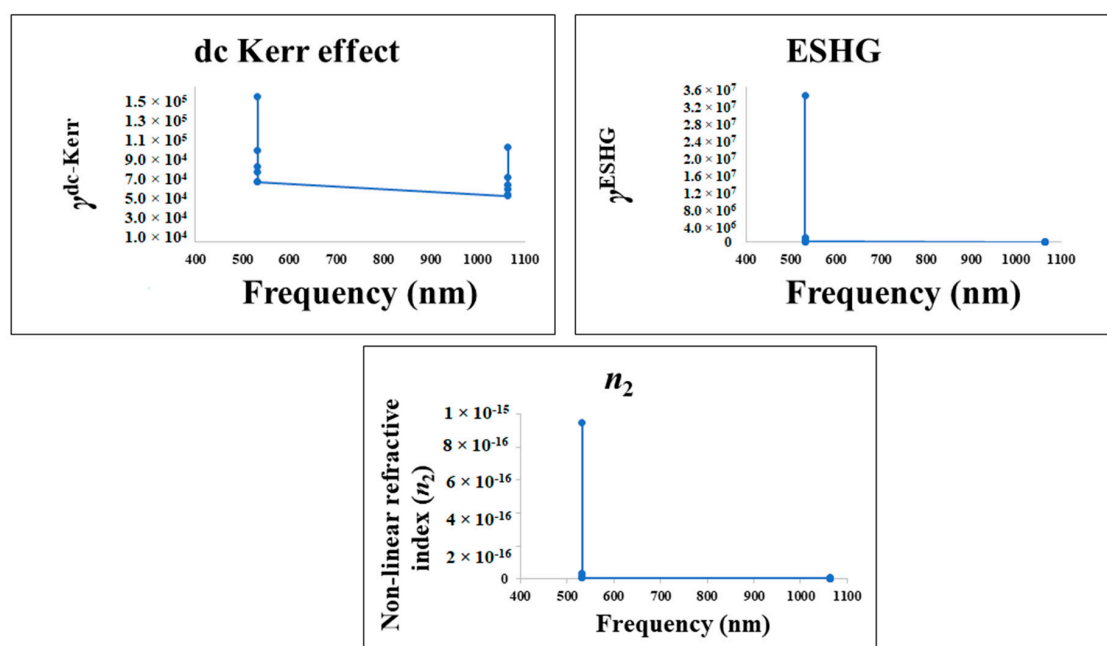 dc Kerr effect
γ^dc-Kerr
1.5 × 10⁵
1.3 × 10⁵
1.1 × 10⁵
9.0 × 10⁴
7.0 × 10⁴
5.0 × 10⁴
3.0 × 10⁴
1.0 × 10⁴
400 500 600 700 800 900 1000 1100
Frequency (nm)
ESHG
γ^ESHG
3.6 × 10⁷
3.2 × 10⁷
2.8 × 10⁷
2.4 × 10⁷
2.0 × 10⁷
1.6 × 10⁷
1.2 × 10⁷
8.0 × 10⁶
4.0 × 10⁶
0
400 500 600 700 800 900 1000 1100
Frequency (nm)
n₂
Non-linear refractive
index (n₂)
1 × 10⁻¹⁵
8 × 10⁻¹⁶
6 × 10⁻¹⁶
4 × 10⁻¹⁶
2 × 10⁻¹⁶
0
400 500 600 700 800 900 1000 1100
Frequency (nm)